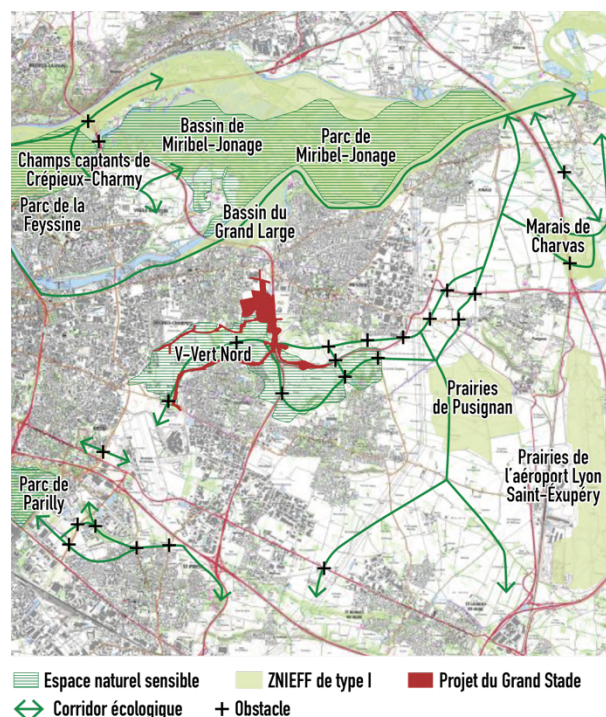 Bassin de
Miribel-Jonage
Parc de
Miribel-Jonage
Champs captants de
Crépieux-Charmy
Parc de la
Feyssine
Bassin du
Grand Large
Marais de
Charvas
V-Vert Nord
Prairies
de Pusignan
Prairies de
l'aéroport Lyon
Saint-Éxupéry
Parc de
Parilly
Espace naturel sensible
ZNIEFF de type I
Projet du Grand Stade
Corridor écologique
Obstacle